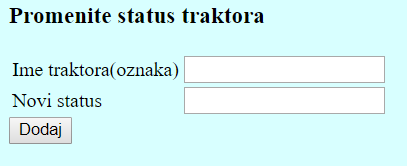 Promenite status traktora
Ime traktora(oznaka)
Novi status
Dodaj